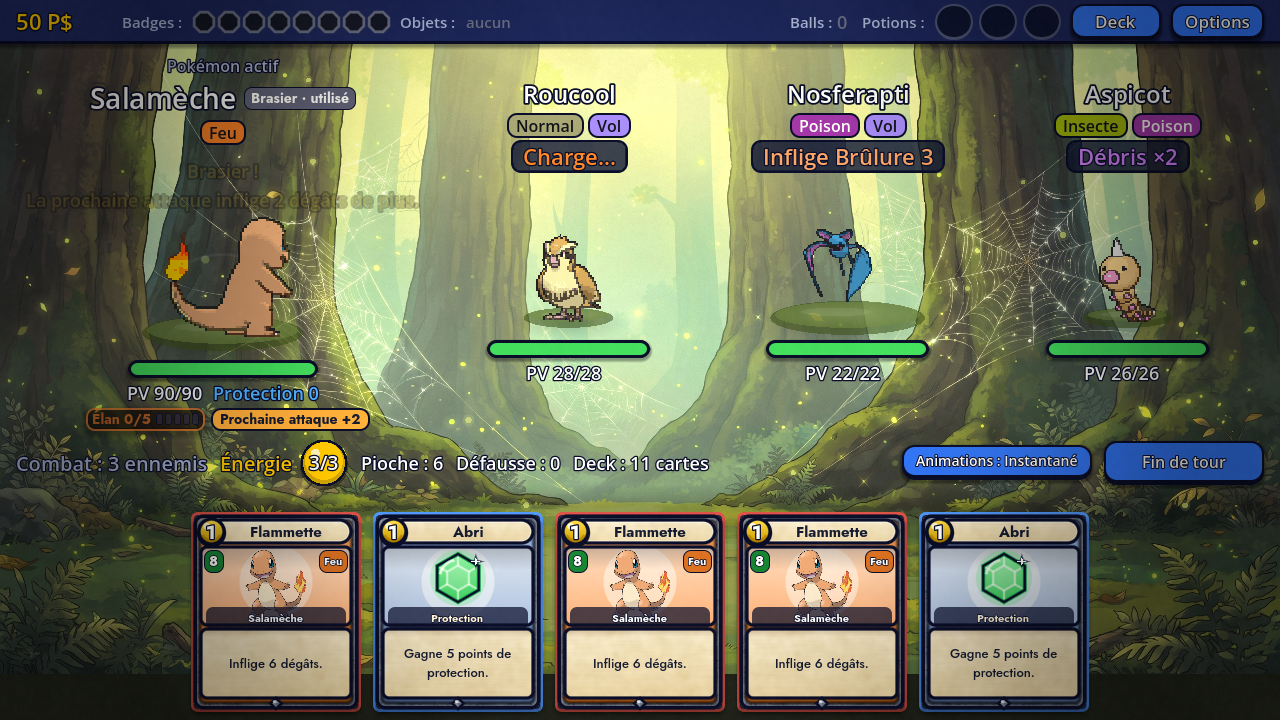 50 P$ Badges : Objets : aucun Balls : 0 Potions : Deck Options
Pokémon actif
Salamèche Brasier · utilisé
Feu
Brasier !
La prochaine attaque inflige 2 dégâts de plus.
Roucool
Normal Vol
Charge...
Nosferapti
Poison Vol
Inflige Brûlure 3
Aspicot
Insecte Poison
Débris ×2
PV 90/90 Protection 0
Élan 0/5 Prochaine attaque +2
PV 28/28
PV 22/22
PV 26/26
Combat : 3 ennemis Énergie 3/3 Pioche : 6 Défausse : 0 Deck : 11 cartes Animations : Instantané Fin de tour
1 Flammette
8 Feu
Salamèche
Inflige 6 dégâts.
1 Abri
Protection
Gagne 5 points de
protection.
1 Flammette
8 Feu
Salamèche
Inflige 6 dégâts.
1 Flammette
8 Feu
Salamèche
Inflige 6 dégâts.
1 Abri
Protection
Gagne 5 points de
protection.